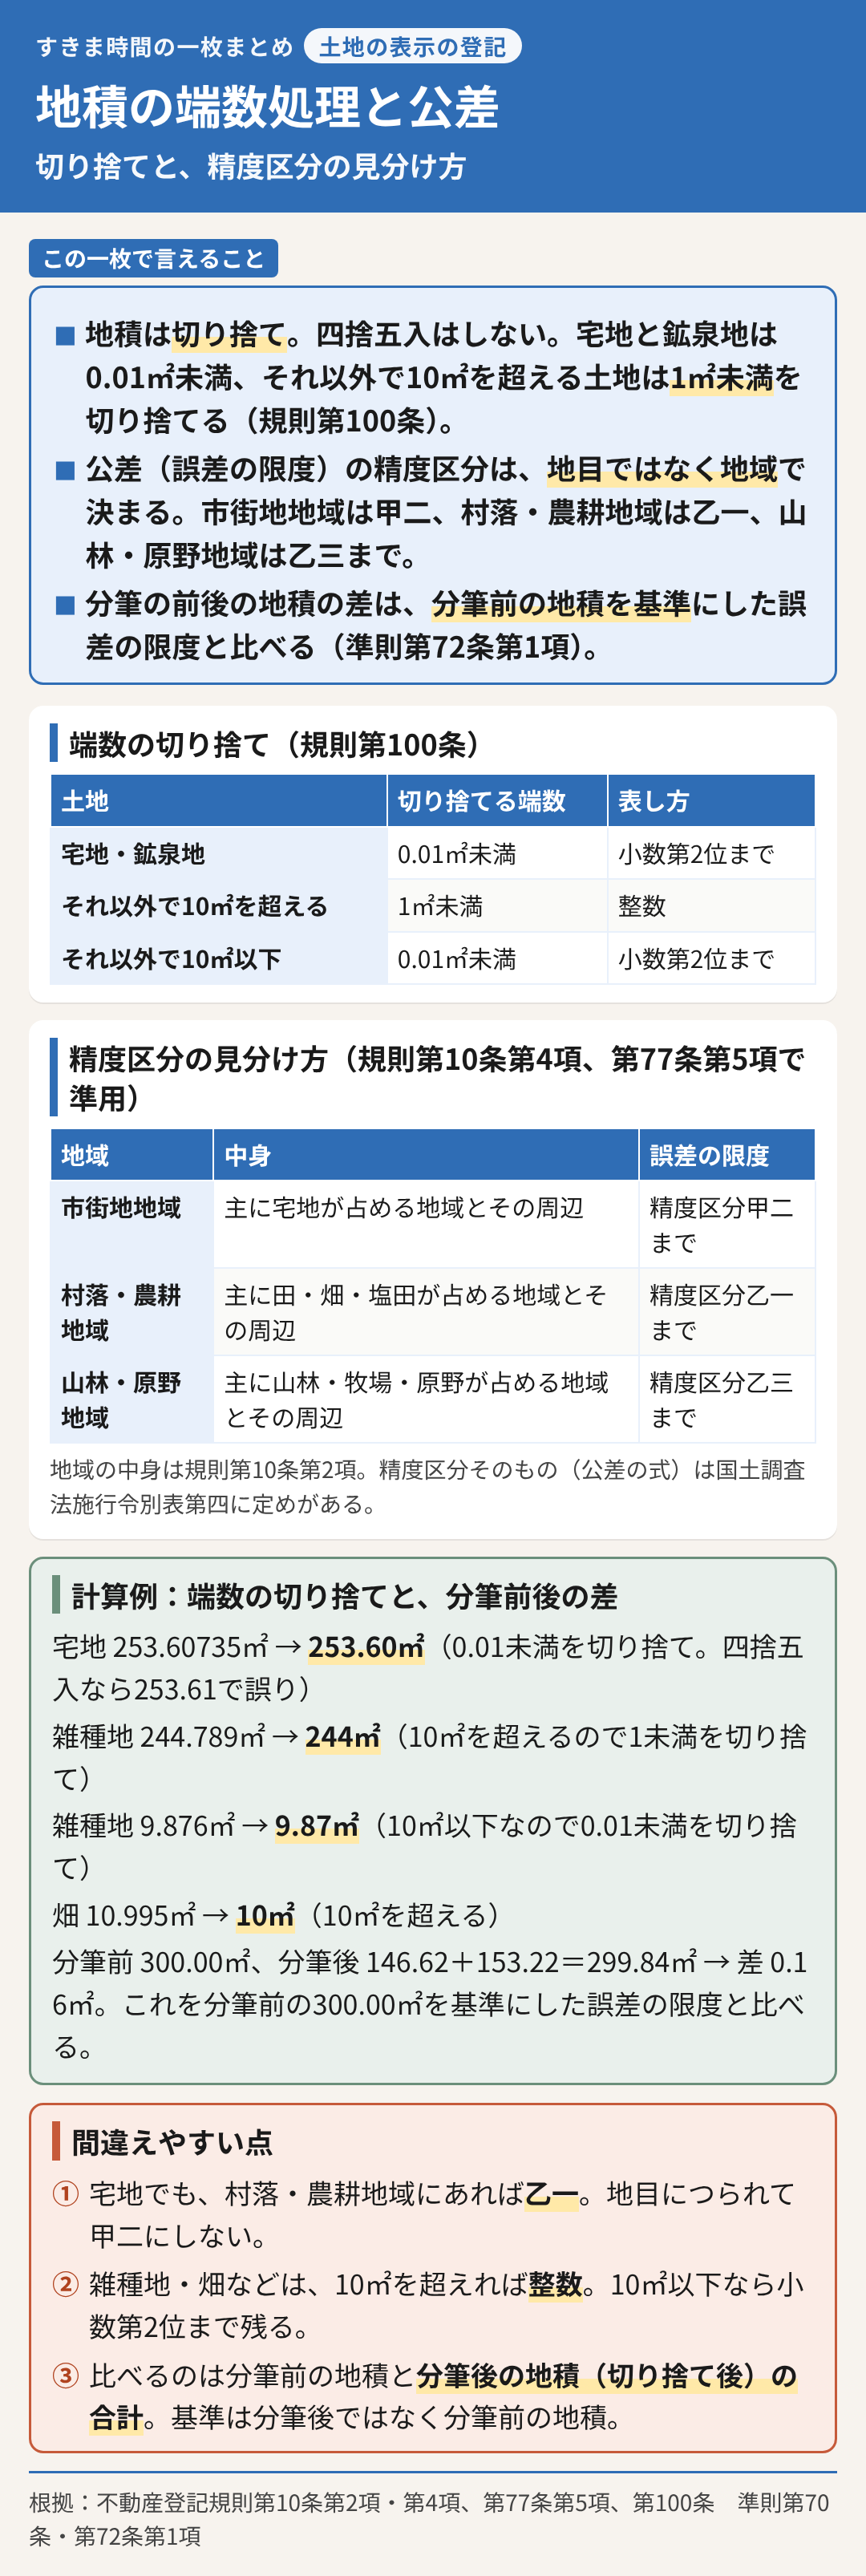 すきま時間の一枚まとめ 土地の表示の登記
地積の端数処理と公差
切り捨てと、精度区分の見分け方
この一枚で言えること
■ 地積は切り捨て。四捨五入はしない。宅地と鉱泉地は
0.01㎡未満、それ以外で10㎡を超える土地は1㎡未満を
切り捨てる（規則第100条）。
■ 公差（誤差の限度）の精度区分は、地目ではなく地域で
決まる。市街地地域は甲二、村落・農耕地域は乙一、山
林・原野地域は乙三まで。
■ 分筆の前後の地積の差は、分筆前の地積を基準にした誤
差の限度と比べる（準則第72条第1項）。
端数の切り捨て（規則第100条）
土地 切り捨てる端数 表し方
宅地・鉱泉地 0.01㎡未満 小数第2位まで
それ以外で10㎡を超える 1㎡未満 整数
それ以外で10㎡以下 0.01㎡未満 小数第2位まで
精度区分の見分け方（規則第10条第4項、第77条第5項で
準用）
地域 中身 誤差の限度
市街地地域 主に宅地が占める地域とその周辺 精度区分甲二
まで
村落・農耕 主に田・畑・塩田が占める地域とそ 精度区分乙一
地域 の周辺 まで
山林・原野 主に山林・牧場・原野が占める地域 精度区分乙三
地域 とその周辺 まで
地域の中身は規則第10条第2項。精度区分そのもの（公差の式）は国土調査
法施行令別表第四に定めがある。
計算例：端数の切り捨てと、分筆前後の差
宅地 253.60735㎡ → 253.60㎡（0.01未満を切り捨て。四捨五
入なら253.61で誤り）
雑種地 244.789㎡ → 244㎡（10㎡を超えるので1未満を切り捨
て）
雑種地 9.876㎡ → 9.87㎡（10㎡以下なので0.01未満を切り捨
て）
畑 10.995㎡ → 10㎡（10㎡を超える）
分筆前 300.00㎡、分筆後 146.62＋153.22＝299.84㎡ → 差 0.1
6㎡。これを分筆前の300.00㎡を基準にした誤差の限度と比べ
る。
間違えやすい点
① 宅地でも、村落・農耕地域にあれば乙一。地目につられて
甲二にしない。
② 雑種地・畑などは、10㎡を超えれば整数。10㎡以下なら小
数第2位まで残る。
③ 比べるのは分筆前の地積と分筆後の地積（切り捨て後）の
合計。基準は分筆後ではなく分筆前の地積。
根拠：不動産登記規則第10条第2項・第4項、第77条第5項、第100条　準則第70
条・第72条第1項